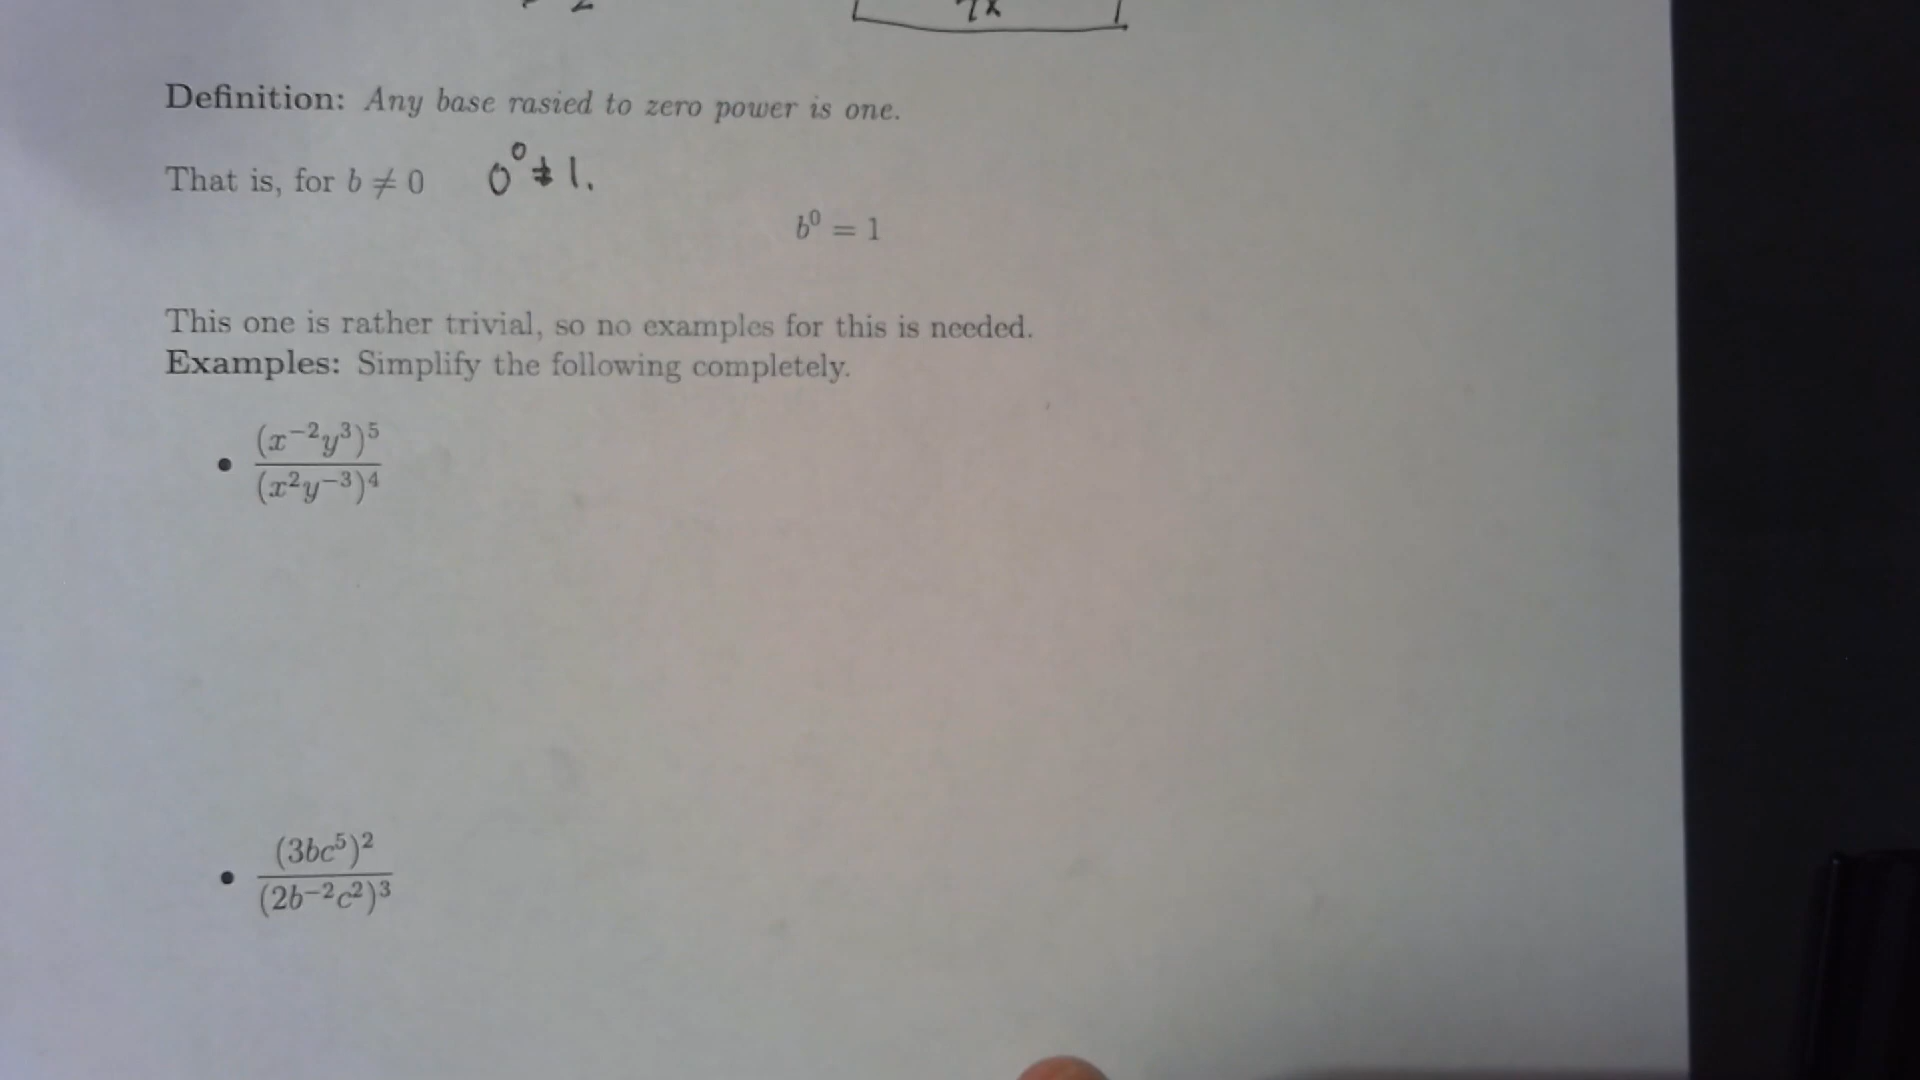 Definition: Any base rasied to zero power is one.
That is, for b ≠ 0 0⁰ ≠ 1.
b⁰ = 1
This one is rather trivial, so no examples for this is needed.
Examples: Simplify the following completely.
• (x⁻²y³)⁵
(x²y⁻³)⁴
• (3bc⁵)²
(2b⁻²c²)³